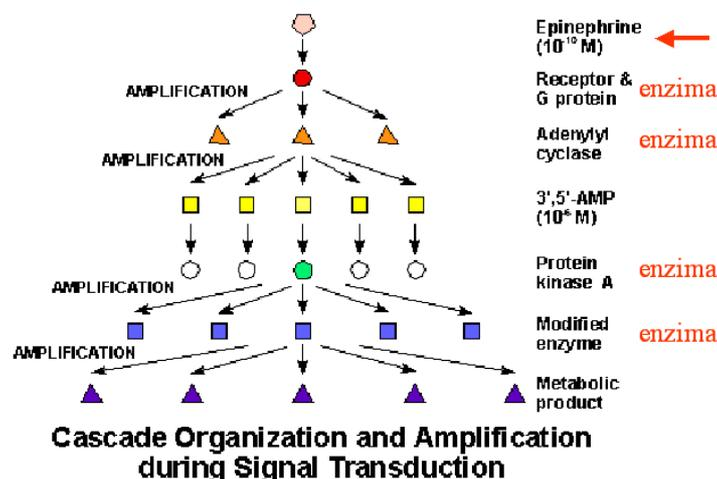 Epinephrine
(10⁻¹⁰ M)
Receptor &
G protein
enzima
AMPLIFICATION
Adenylyl
cyclase
enzima
AMPLIFICATION
3',5'-AMP
(10⁻⁶ M)
Protein
kinase A
enzima
AMPLIFICATION
Modified
enzyme
enzima
AMPLIFICATION
Metabolic
product
Cascade Organization and Amplification
during Signal Transduction